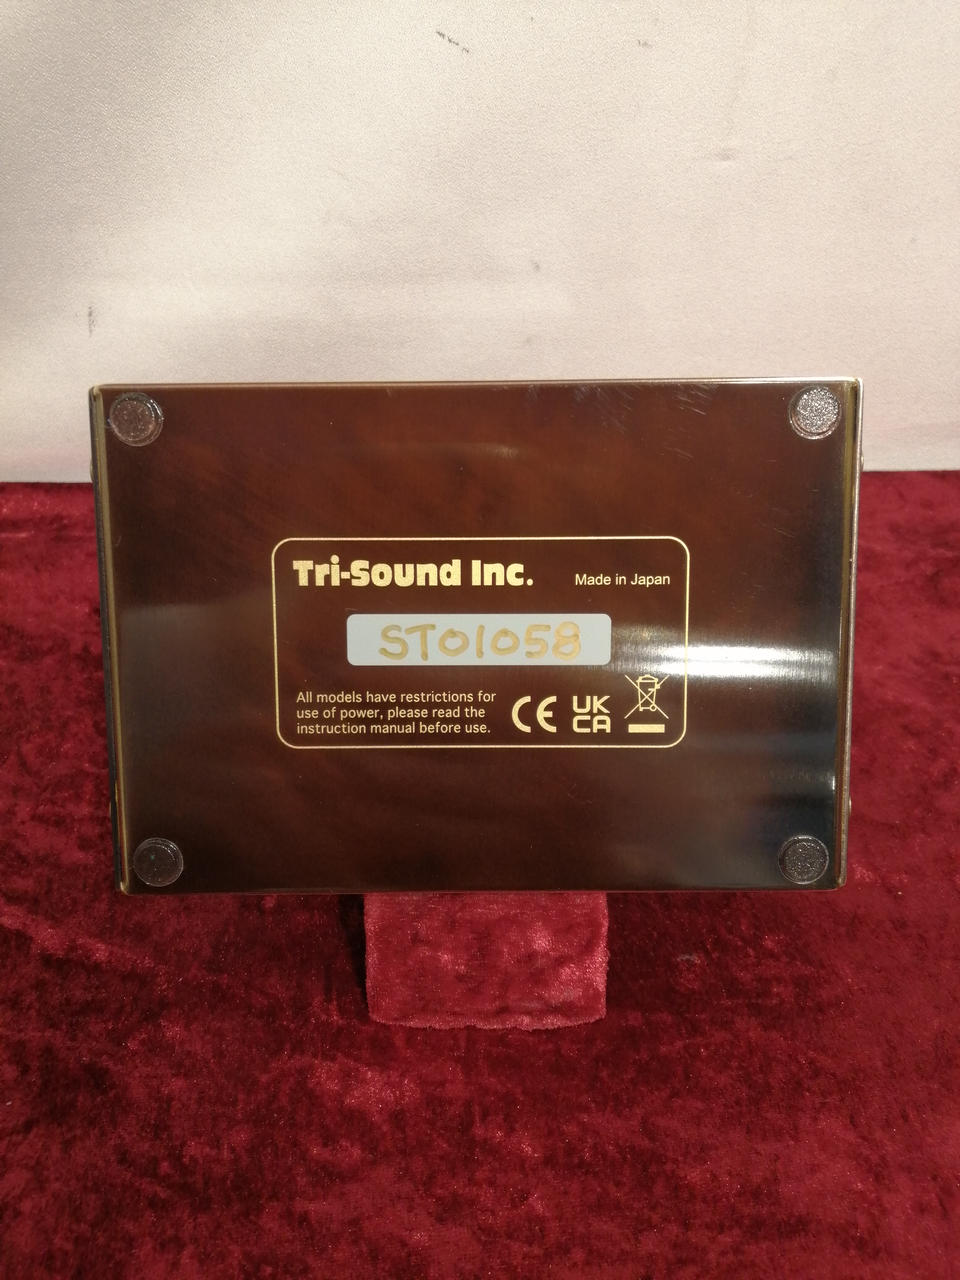 Tri-Sound Inc.
Made in Japan
STO1058
All models have restrictions for
use of power, please read the
instruction manual before use.
CE
UK
CA